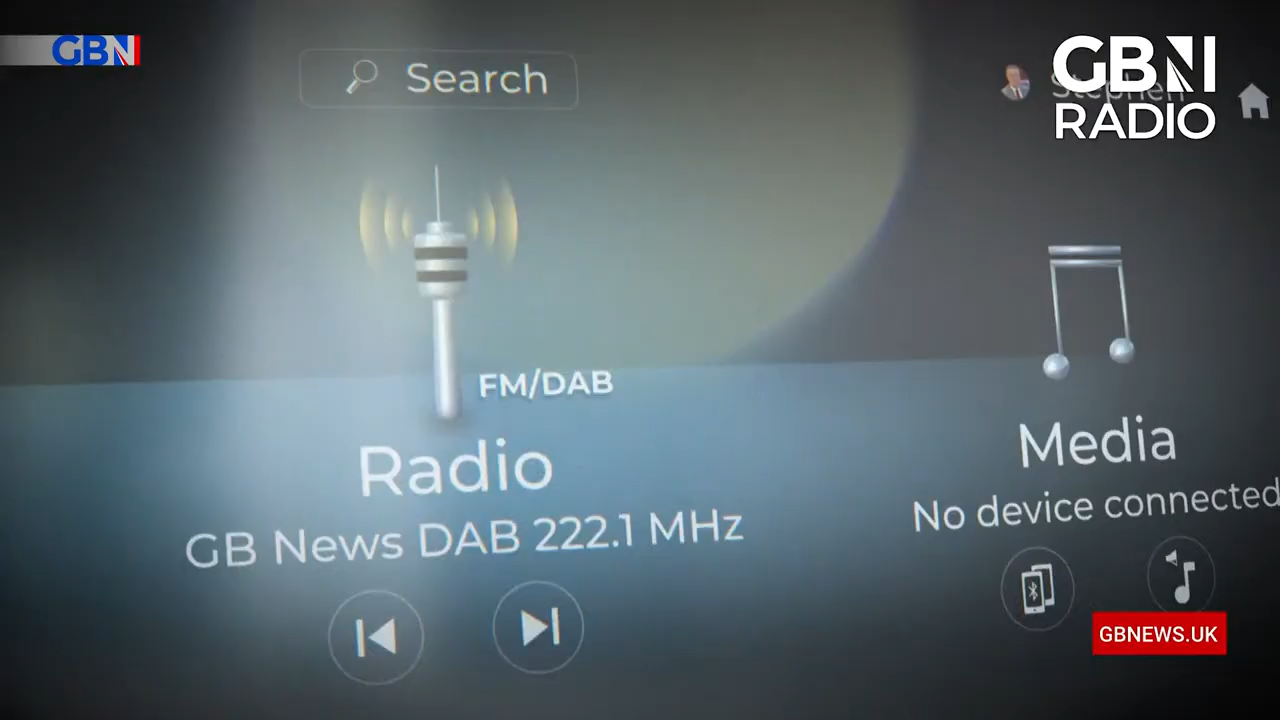 GBN
Search
Stephen
GBN
RADIO
FM/DAB
Radio
Media
GB News DAB 222.1 MHz
No device connected
GBNEWS.UK